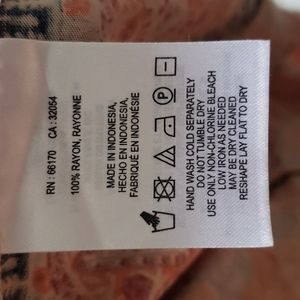 RN : 66170 CA : 32054
100% RAYON, RAYONNE
MADE IN INDONESIA,
HECHO EN INDONESIA,
FABRIQUÉ EN INDONÉSIE
HAND WASH COLD SEPARATELY
DO NOT TUMBLE DRY
USE ONLY NON-CHLORINE BLEACH
LOW IRON AS NEEDED
MAY BE DRY CLEANED
RESHAPE LAY FLAT TO DRY